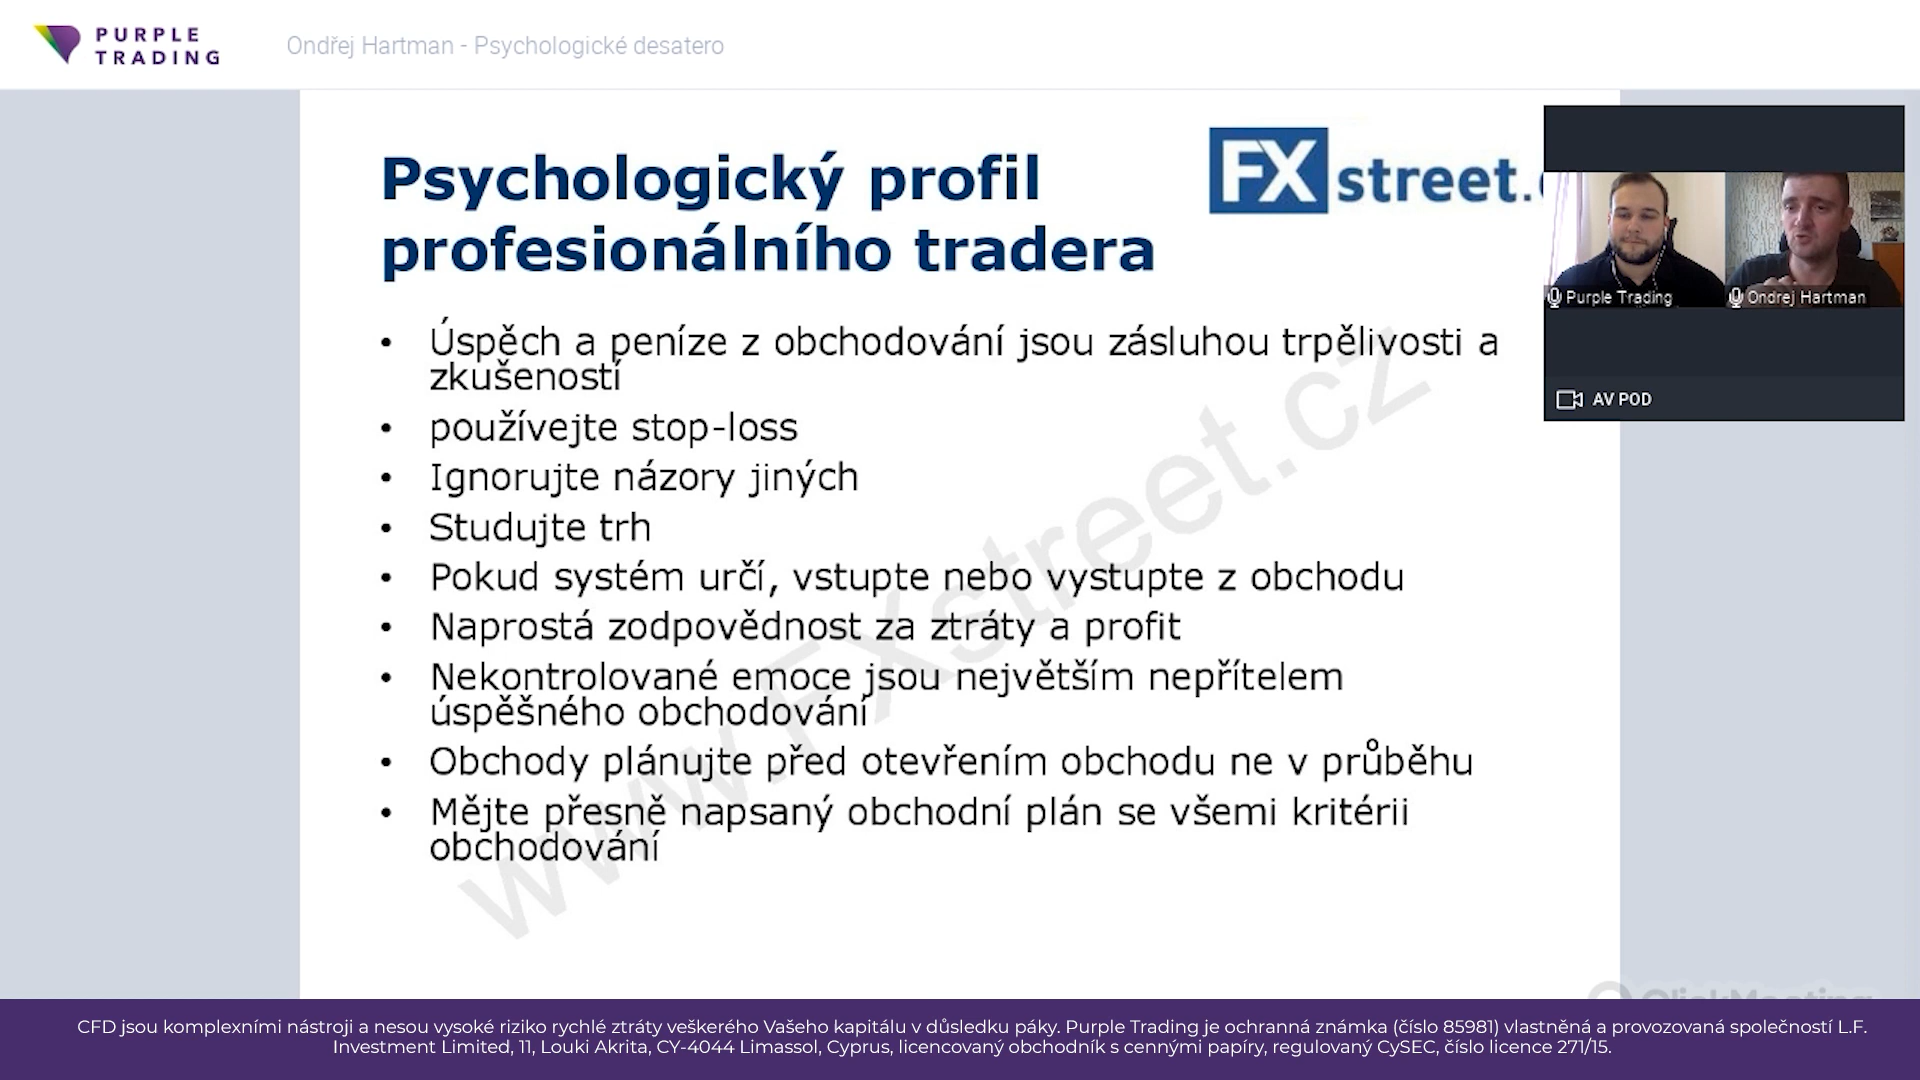 PURPLE
TRADING
Ondřej Hartman - Psychologické desatero
Psychologický profil
profesionálního tradera
FXstreet.
Purple Trading
Ondrej Hartman
AV POD
• Úspěch a peníze z obchodování jsou zásluhou trpělivosti a
zkušeností
• používejte stop-loss
• Ignorujte názory jiných
• Studujte trh
• Pokud systém určí, vstupte nebo vystupte z obchodu
• Naprostá zodpovědnost za ztráty a profit
• Nekontrolované emoce jsou největším nepřítelem
úspěšného obchodování
• Obchody plánujte před otevřením obchodu ne v průběhu
• Mějte přesně napsaný obchodní plán se všemi kritérii
obchodování
www.FXstreet.cz
ClickMeeting
CFD jsou komplexními nástroji a nesou vysoké riziko rychlé ztráty veškerého Vašeho kapitálu v důsledku páky. Purple Trading je ochranná známka (číslo 85981) vlastněná a provozovaná společností L.F.
Investment Limited, 11, Louki Akrita, CY-4044 Limassol, Cyprus, licencovaný obchodník s cennými papíry, regulovaný CySEC, číslo licence 271/15.